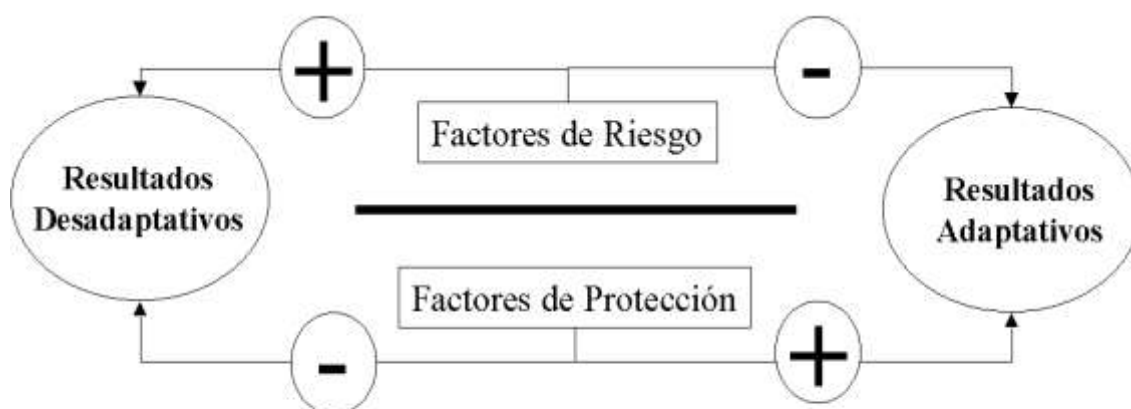 +
-
Factores de Riesgo
Resultados
Desadaptativos
Resultados
Adaptativos
Factores de Protección
-
+